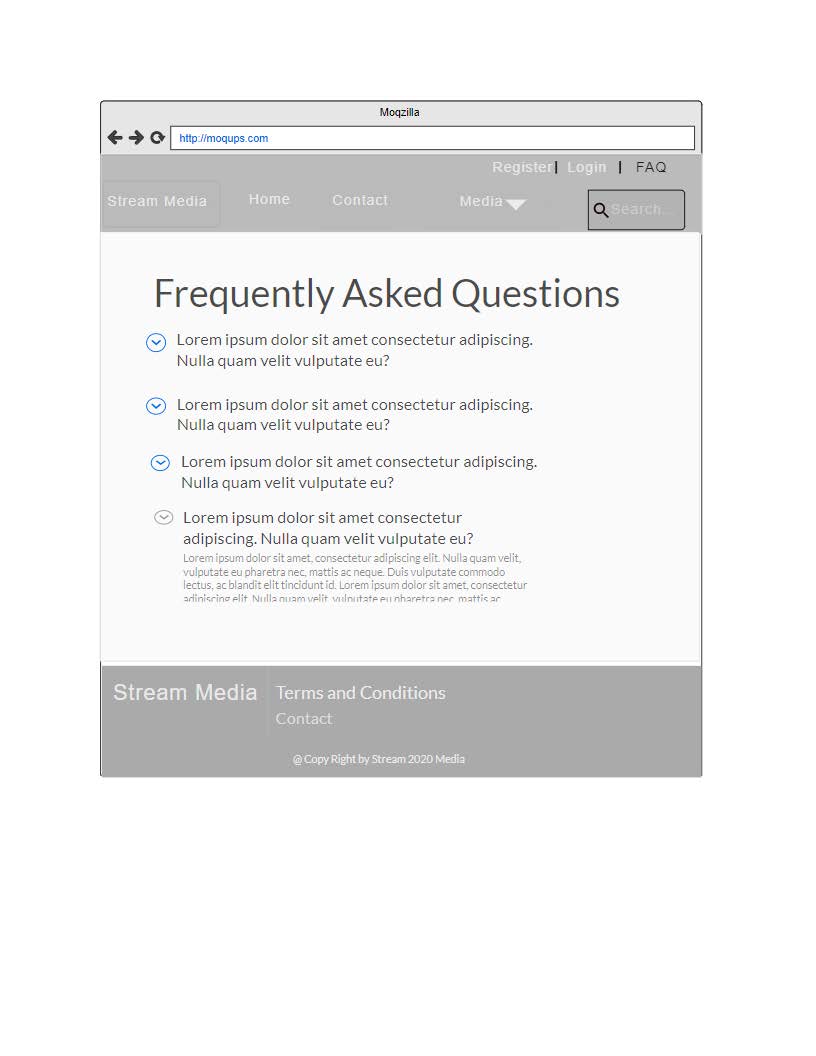 Moqzilla
http://moqups.com
Register| Login | FAQ
Stream Media Home Contact Media Search...
Frequently Asked Questions
Lorem ipsum dolor sit amet consectetur adipiscing.
Nulla quam velit vulputate eu?
Lorem ipsum dolor sit amet consectetur adipiscing.
Nulla quam velit vulputate eu?
Lorem ipsum dolor sit amet consectetur adipiscing.
Nulla quam velit vulputate eu?
Lorem ipsum dolor sit amet consectetur
adipiscing. Nulla quam velit vulputate eu?
Lorem ipsum dolor sit amet, consectetur adipiscing elit. Nulla quam velit,
vulputate eu pharetra nec, mattis ac neque. Duis vulputate commodo
lectus, ac blandit elit tincidunt id. Lorem ipsum dolor sit amet, consectetur
adipiscing elit. Nulla quam velit, vulputate eu pharetra nec, mattis ac
Stream Media
Terms and Conditions
Contact
@ Copy Right by Stream 2020 Media